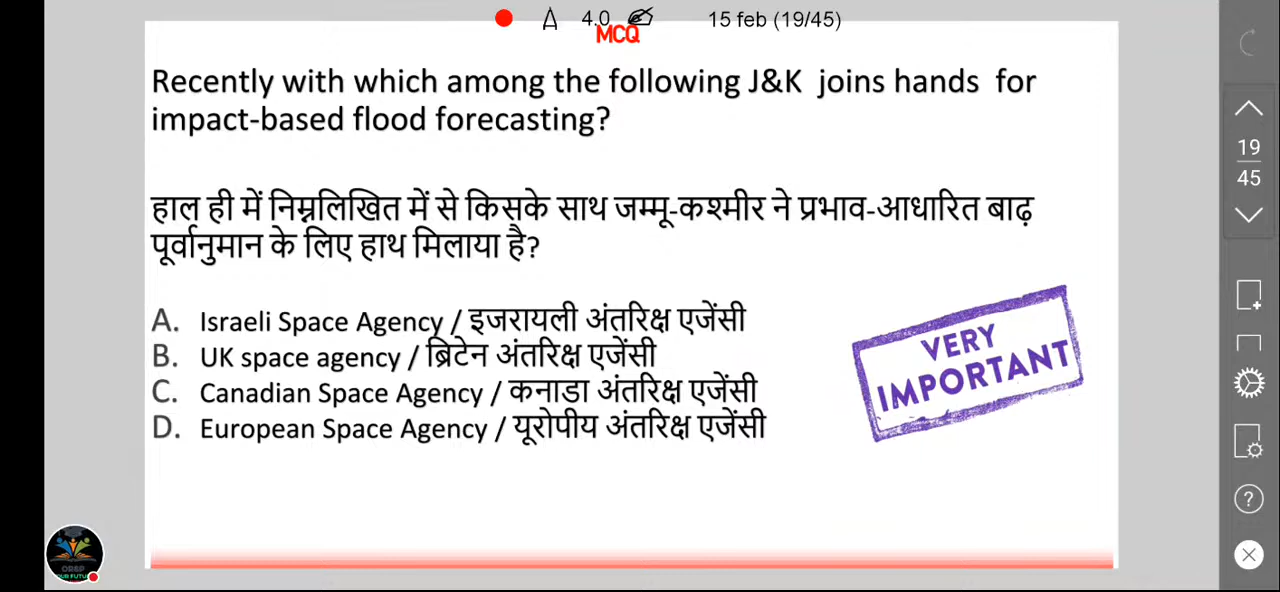 4.0 15 feb (19/45)
MCQ
Recently with which among the following J&K joins hands for
impact-based flood forecasting?
हाल ही में निम्नलिखित में से किसके साथ जम्मू-कश्मीर ने प्रभाव-आधारित बाढ़
पूर्वानुमान के लिए हाथ मिलाया है?
A. Israeli Space Agency / इजरायली अंतरिक्ष एजेंसी
B. UK space agency / ब्रिटेन अंतरिक्ष एजेंसी
C. Canadian Space Agency / कनाडा अंतरिक्ष एजेंसी
D. European Space Agency / यूरोपीय अंतरिक्ष एजेंसी
VERY
IMPORTANT
19
45
?